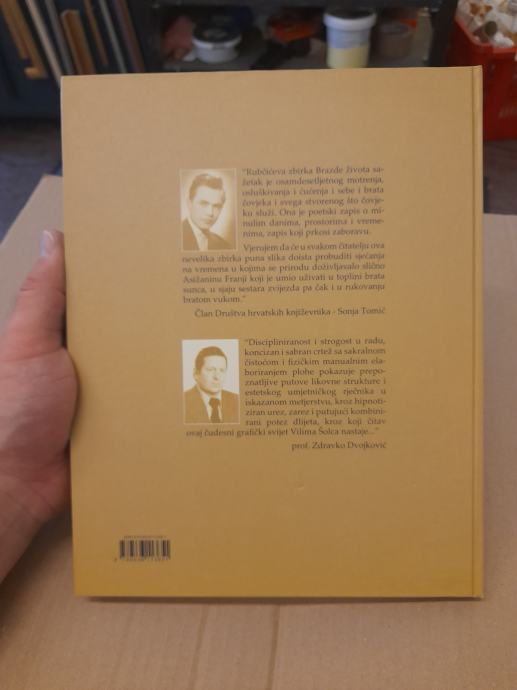 "Rubčićeva zbirka Brazde života sa-
žetak je osamdesetljetnog motrenja,
osluškivanja i ćućenja i sebe i brata
čovjeka i svega stvorenog što čovje-
ku služi. Ona je poetski zapis o mi-
nulim danima, prostorima i vreme-
nima, zapis koji prkosi zaboravu.
Vjerujem da će u svakom čitatelju ova
nevelika zbirka puna slika doista probuditi sjećanja
na vremena u kojima se prirodu doživljavalo slično
Asižaninu Franji koji je umio uživati u toplini brata
sunca, u sjaju sestara zvijezda pa čak i u rukovanju
bratom vukom."
Član Društva hrvatskih književnika - Sonja Tomić
"Discipliniranost i strogost u radu,
koncizan i sabran crtež sa sakralnom
čistoćom i fizičkim manualnim ela-
boriranjem plohe pokazuje prepo-
znatljive putove likovne strukture i
estetskog umjetničkog rječnika u
iskazanom metjerstvu, kroz hipnoti-
ziran urez, zarez i putujući kombini-
rani potez dlijeta, kroz koji čitav
ovaj čudesni grafički svijet Vilima Šolca nastaje..."
prof. Zdravko Dvojković